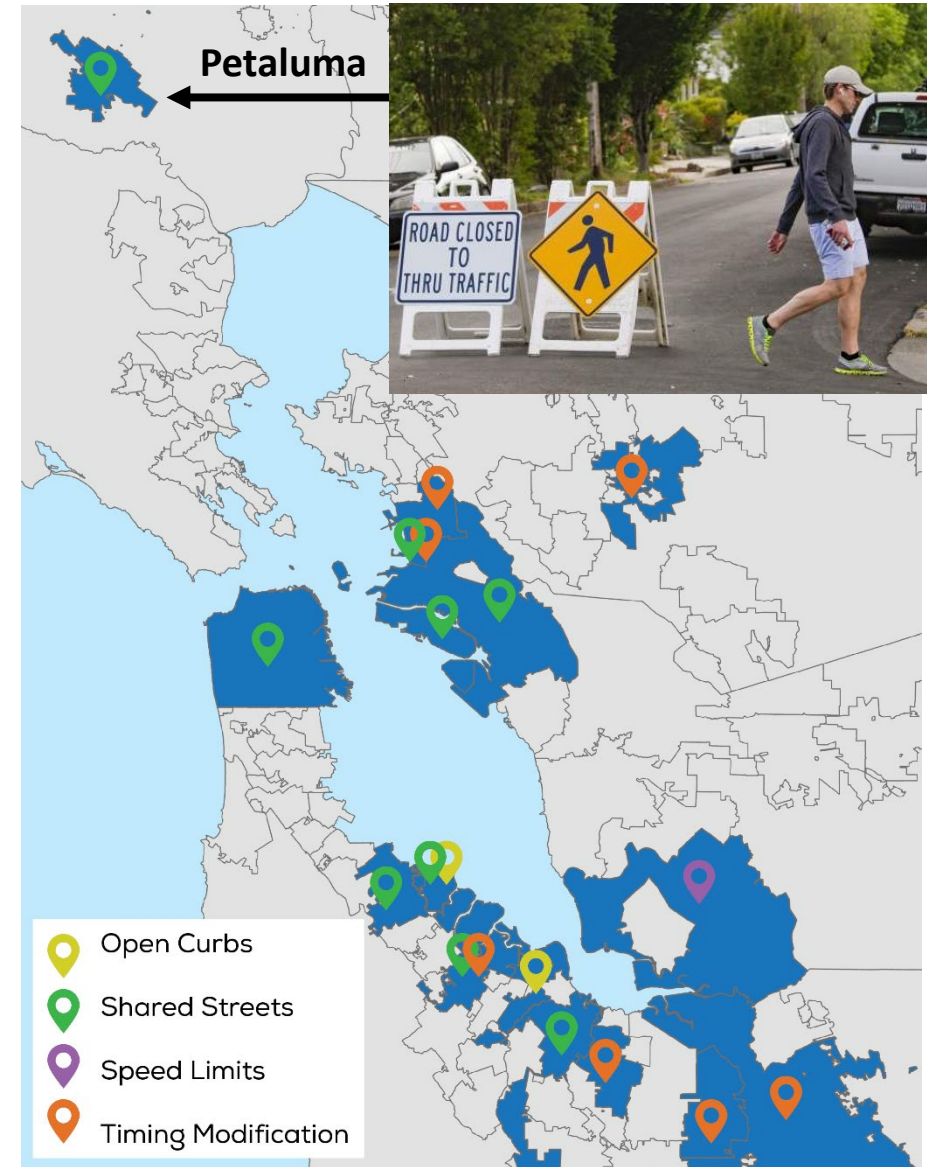 Petaluma
ROAD CLOSED
TO
THRU TRAFFIC
Open Curbs
Shared Streets
Speed Limits
Timing Modification